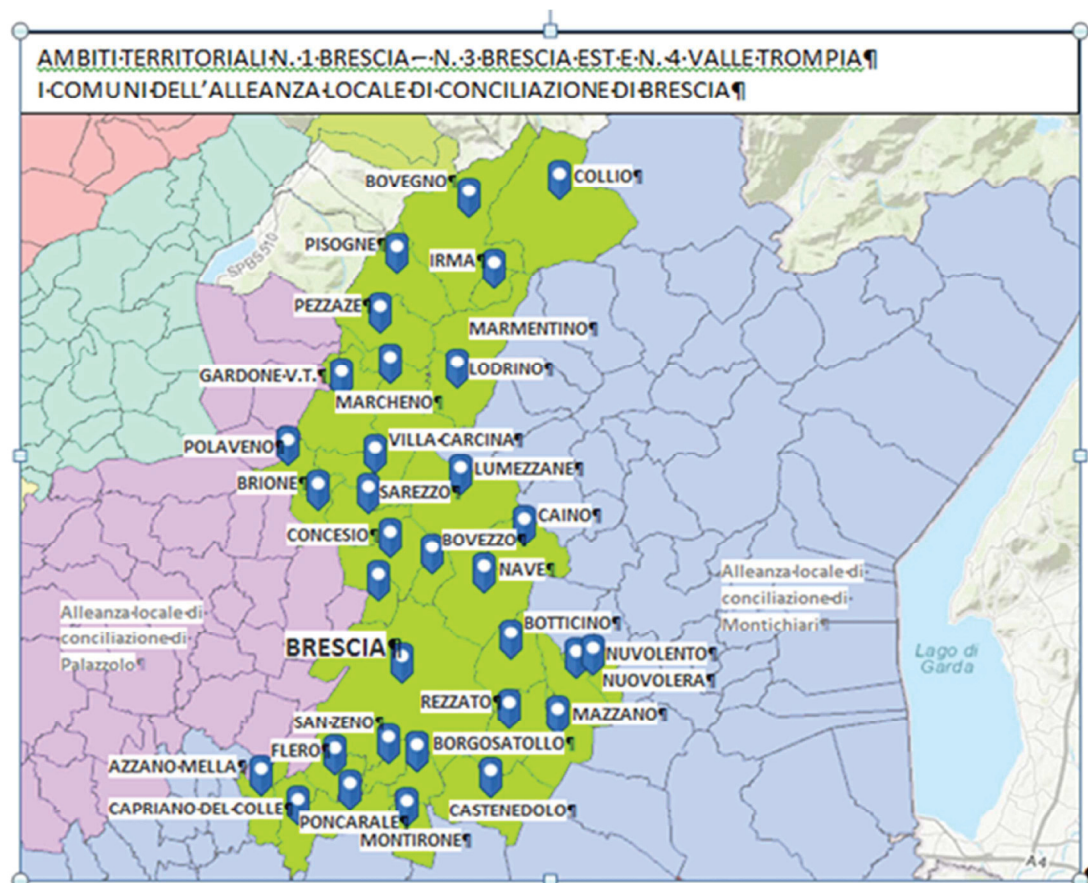 AMBITI·TERRITORIALI·N.·1·BRESCIA·–·N.·3·BRESCIA·EST·E·N.·4·VALLE·TROMPIA¶
I·COMUNI·DELL’ALLEANZA·LOCALE·DI·CONCILIAZIONE·DI·BRESCIA¶
COLLIO¶
BOVEGNO¶
PISOGNE¶
SPBS510
IRMA¶
PEZZAZE¶
MARMENTINO¶
GARDONE·V.T.¶
LODRINO¶
MARCHENO¶
POLAVENO¶
VILLA·CARCINA¶
LUMEZZANE¶
BRIONE¶
SAREZZO¶
CAINO¶
CONCESIO¶
BOVEZZO¶
NAVE¶
Alleanza·locale·di·
conciliazione·di·
Montichiari¶
Alleanza·locale·di·
conciliazione·di·
Palazzolo¶
BOTTICINO¶
BRESCIA¶
NUVOLENTO¶
NUOVOLERA¶
Lago di
Garda
REZZATO¶
MAZZANO¶
SAN·ZENO¶
FLERO¶
BORGOSATOLLO¶
AZZANO·MELLA¶
CAPRIANO·DEL·COLLE¶
CASTENEDOLO¶
PONCARALE¶
MONTIRONE¶
A4